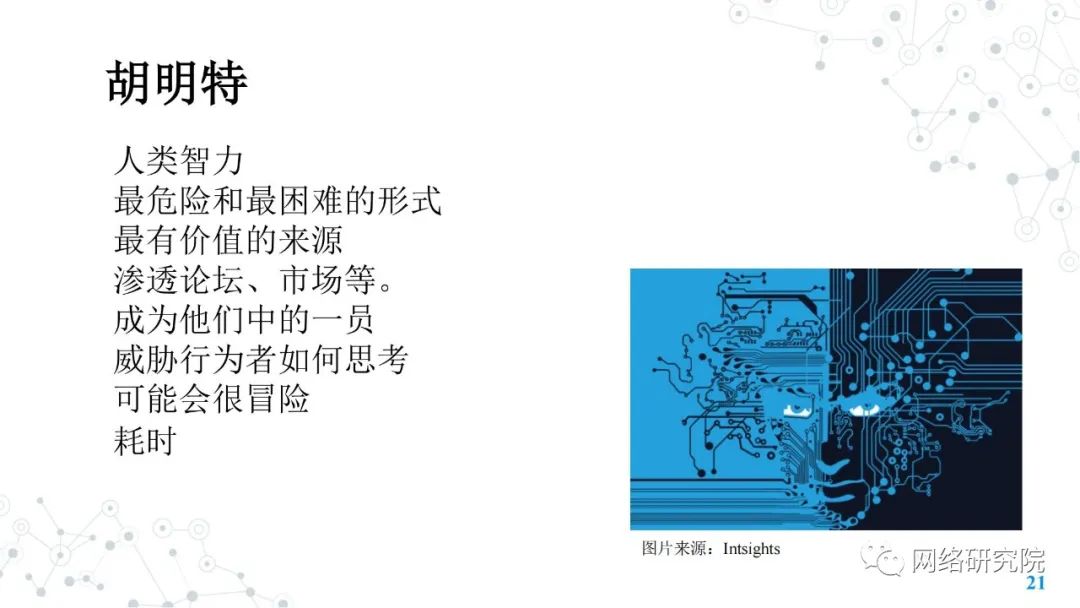 胡明特
人类智力
最危险和最困难的形式
最有价值的来源
渗透论坛、市场等。
成为他们中的一员
威胁行为者如何思考
可能会很冒险
耗时
图片来源：Intsights
网络研究院
21